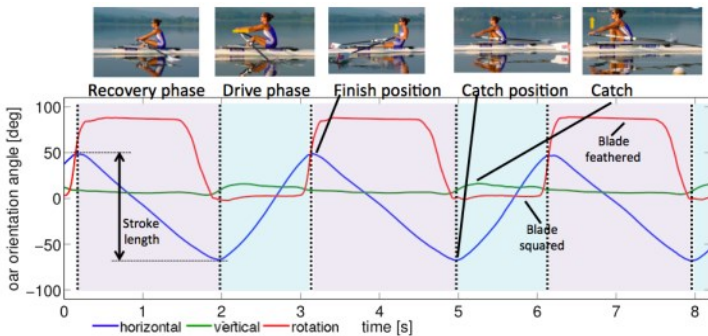 Recovery phase Drive phase Finish position Catch position Catch
100
50
0
-50
-100
oar orientation angle [deg]
Stroke
length
Blade
feathered
Blade
squared
0 1 2 3 4 5 6 7 8
horizontal vertical rotation time [s]